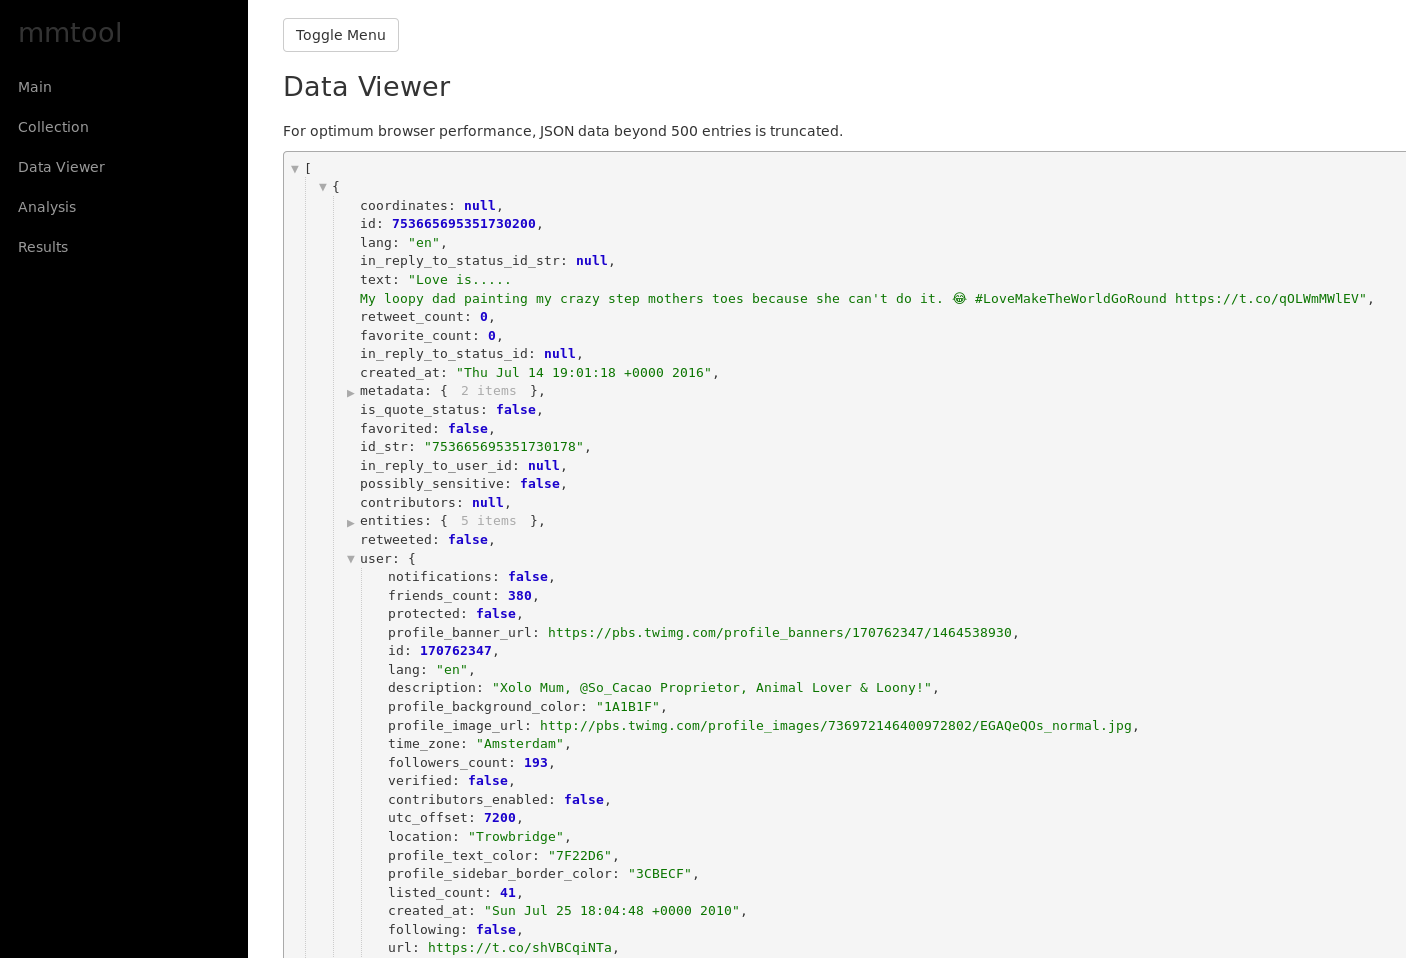 mmtool
Main
Collection
Data Viewer
Analysis
Results
Toggle Menu
Data Viewer
For optimum browser performance, JSON data beyond 500 entries is truncated.
[
{
coordinates: null,
id: 753665695351730200,
lang: "en",
in_reply_to_status_id_str: null,
text: "Love is.....
My loopy dad painting my crazy step mothers toes because she can't do it. 😂 #LoveMakeTheWorldGoRound https://t.co/qOLWmMWlEV",
retweet_count: 0,
favorite_count: 0,
in_reply_to_status_id: null,
created_at: "Thu Jul 14 19:01:18 +0000 2016",
metadata: { 2 items },
is_quote_status: false,
favorited: false,
id_str: "753665695351730178",
in_reply_to_user_id: null,
possibly_sensitive: false,
contributors: null,
entities: { 5 items },
retweeted: false,
user: {
notifications: false,
friends_count: 380,
protected: false,
profile_banner_url: https://pbs.twimg.com/profile_banners/170762347/1464538930,
id: 170762347,
lang: "en",
description: "Xolo Mum, @So_Cacao Proprietor, Animal Lover & Loony!",
profile_background_color: "1A1B1F",
profile_image_url: http://pbs.twimg.com/profile_images/736972146400972802/EGAQeQOs_normal.jpg,
time_zone: "Amsterdam",
followers_count: 193,
verified: false,
contributors_enabled: false,
utc_offset: 7200,
location: "Trowbridge",
profile_text_color: "7F22D6",
profile_sidebar_border_color: "3CBECF",
listed_count: 41,
created_at: "Sun Jul 25 18:04:48 +0000 2010",
following: false,
url: https://t.co/shVBCqiNTa,